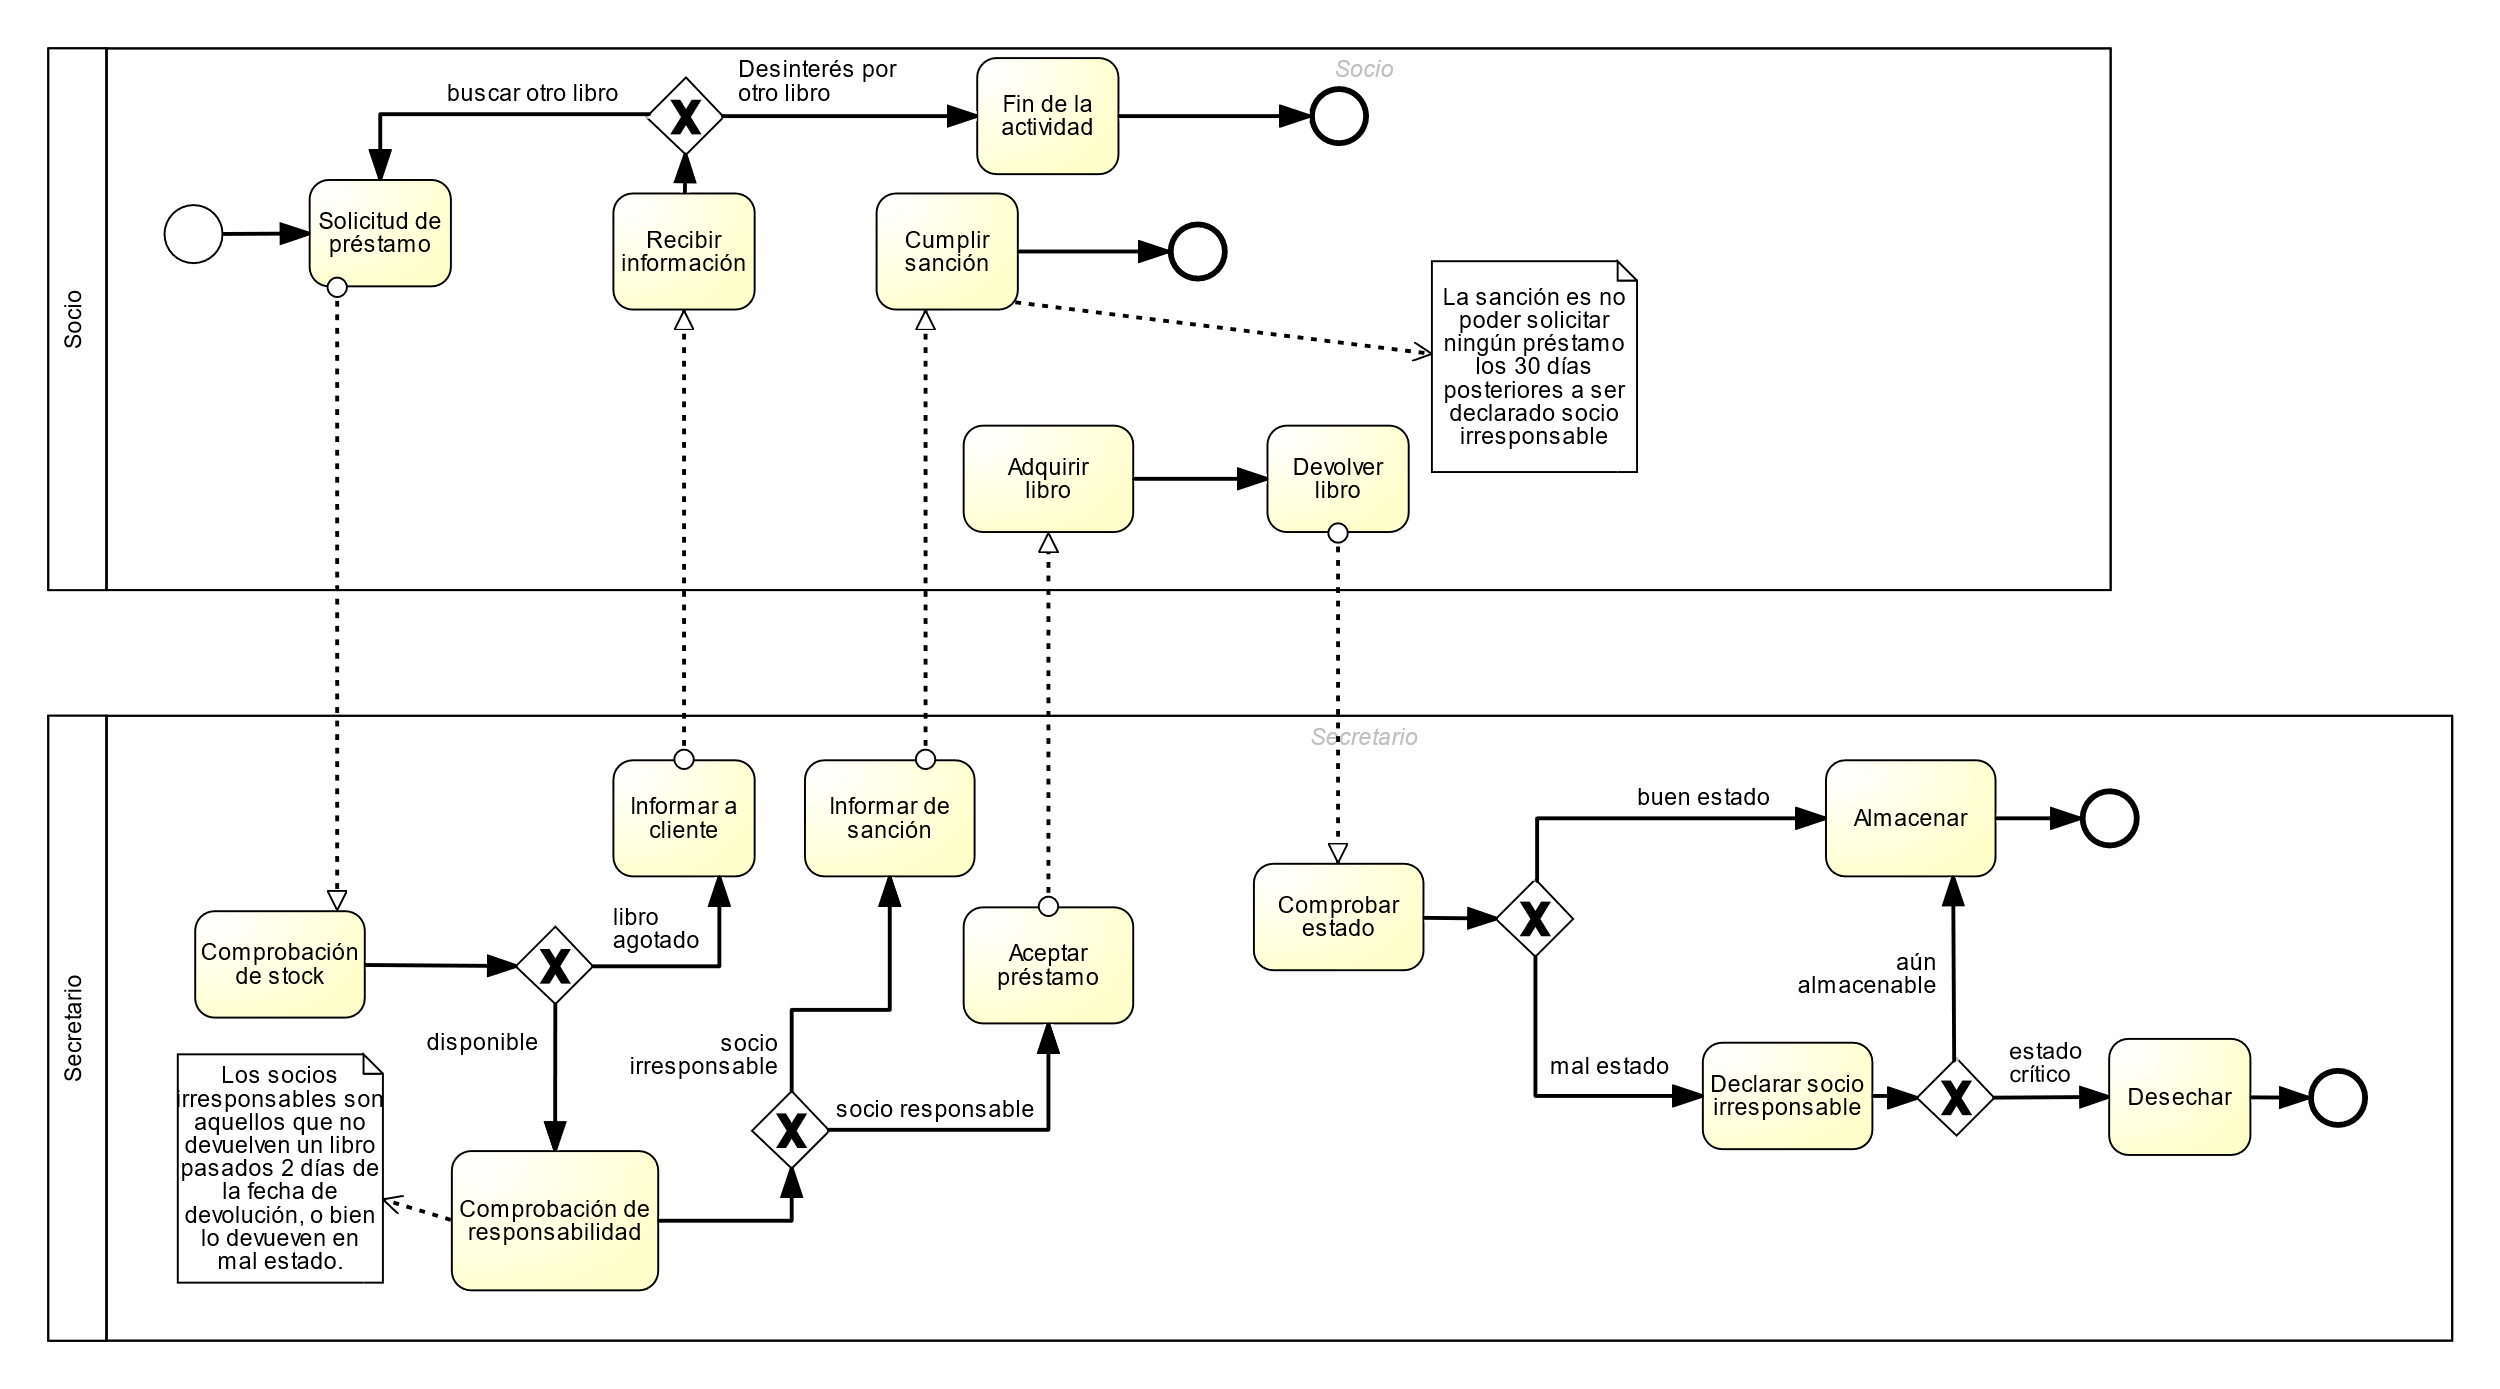 Socio
Socio
buscar otro libro
Desinterés por
otro libro
Fin de la
actividad
Solicitud de
préstamo
Recibir
información
Cumplir
sanción
La sanción es no
poder solicitar
ningún préstamo
los 30 días
posteriores a ser
declarado socio
irresponsable
Adquirir
libro
Devolver
libro
Secretario
Secretario
Informar a
cliente
Informar de
sanción
buen estado
Almacenar
Comprobación
de stock
libro
agotado
Aceptar
préstamo
Comprobar
estado
aún
almacenable
disponible
socio
irresponsable
socio responsable
mal estado
Declarar socio
irresponsable
estado
crítico
Desechar
Los socios
irresponsables son
aquellos que no
devuelven un libro
pasados 2 días de
la fecha de
devolución, o bien
lo devueven en
mal estado.
Comprobación de
responsabilidad